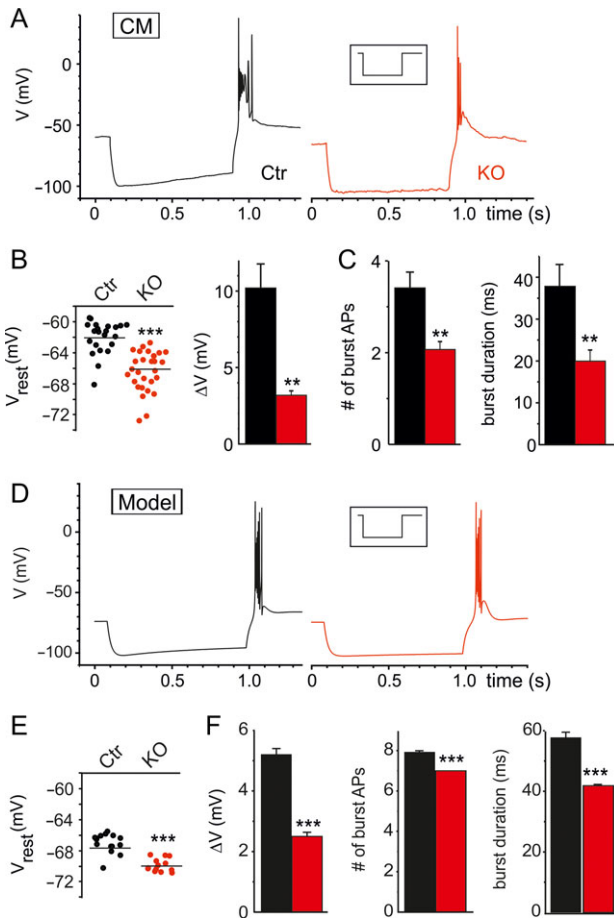 A
CM
V (mV)
0
−50
−100
Ctr
KO
0 0.5 1.0
0 0.5 1.0 time (s)
B
Ctr KO
***
V rest (mV)
−60
−64
−68
−72
ΔV (mV)
10
5
0
**
C
# of burst APs
4
2
0
**
burst duration (ms)
40
30
20
10
0
**
D
Model
V (mV)
0
−50
−100
0 0.5 1.0
0 0.5 1.0 time (s)
E
Ctr KO
***
V rest (mV)
−60
−64
−68
−72
F
ΔV (mV)
6
4
2
0
***
# of burst APs
8
4
0
***
burst duration (ms)
60
40
20
0
***